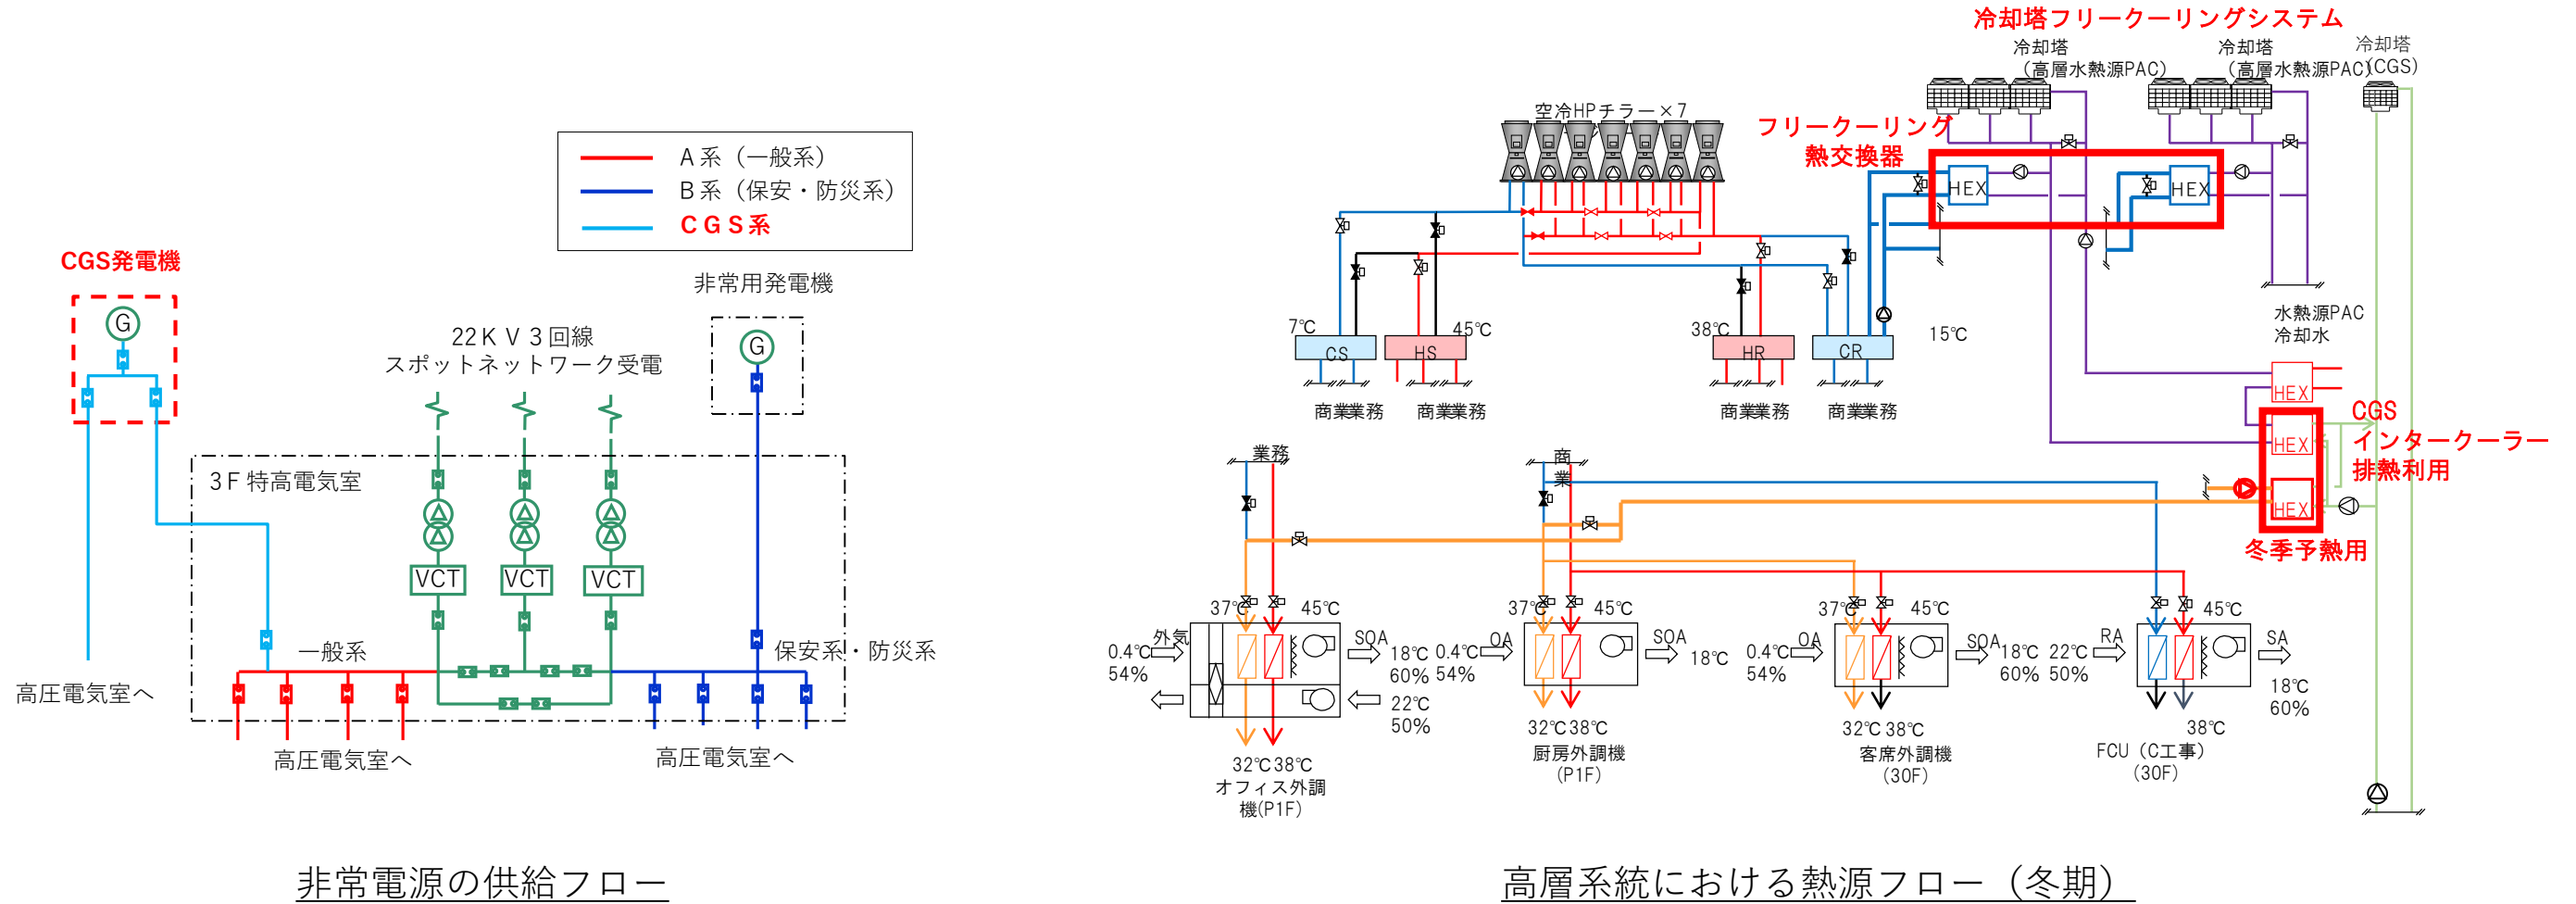 A系（一般系）
B系（保安・防災系）
CGS系
CGS発電機
G
非常用発電機
G
22KV3回線
スポットネットワーク受電
3F特高電気室
VCT
VCT
VCT
一般系
保安系・防災系
高圧電気室へ
高圧電気室へ
高圧電気室へ
非常電源の供給フロー
冷却塔フリークーリングシステム
冷却塔
（高層水熱源PAC）
冷却塔
（高層水熱源PAC）
冷却塔
(CGS)
空冷HPチラー×7
フリークーリング
熱交換器
HEX
HEX
7℃
45℃
38℃
15℃
CS
HS
HR
CR
商業
業務
商業
業務
商業
業務
商業
業務
水熱源PAC
冷却水
HEX
HEX
HEX
CGS
インタークーラー
排熱利用
冬季予熱用
業務
商業
37℃
45℃
外気
0.4℃
54%
SOA
18℃
60%
22℃
50%
32℃
38℃
オフィス外調
機(P1F)
37℃
45℃
OA
0.4℃
54%
SOA
18℃
32℃
38℃
厨房外調機
(P1F)
37℃
45℃
OA
0.4℃
54%
SOA
18℃
60%
32℃
38℃
客席外調機
(30F)
45℃
RA
22℃
50%
SA
18℃
60%
38℃
FCU（C工事）
(30F)
高層系統における熱源フロー（冬期）